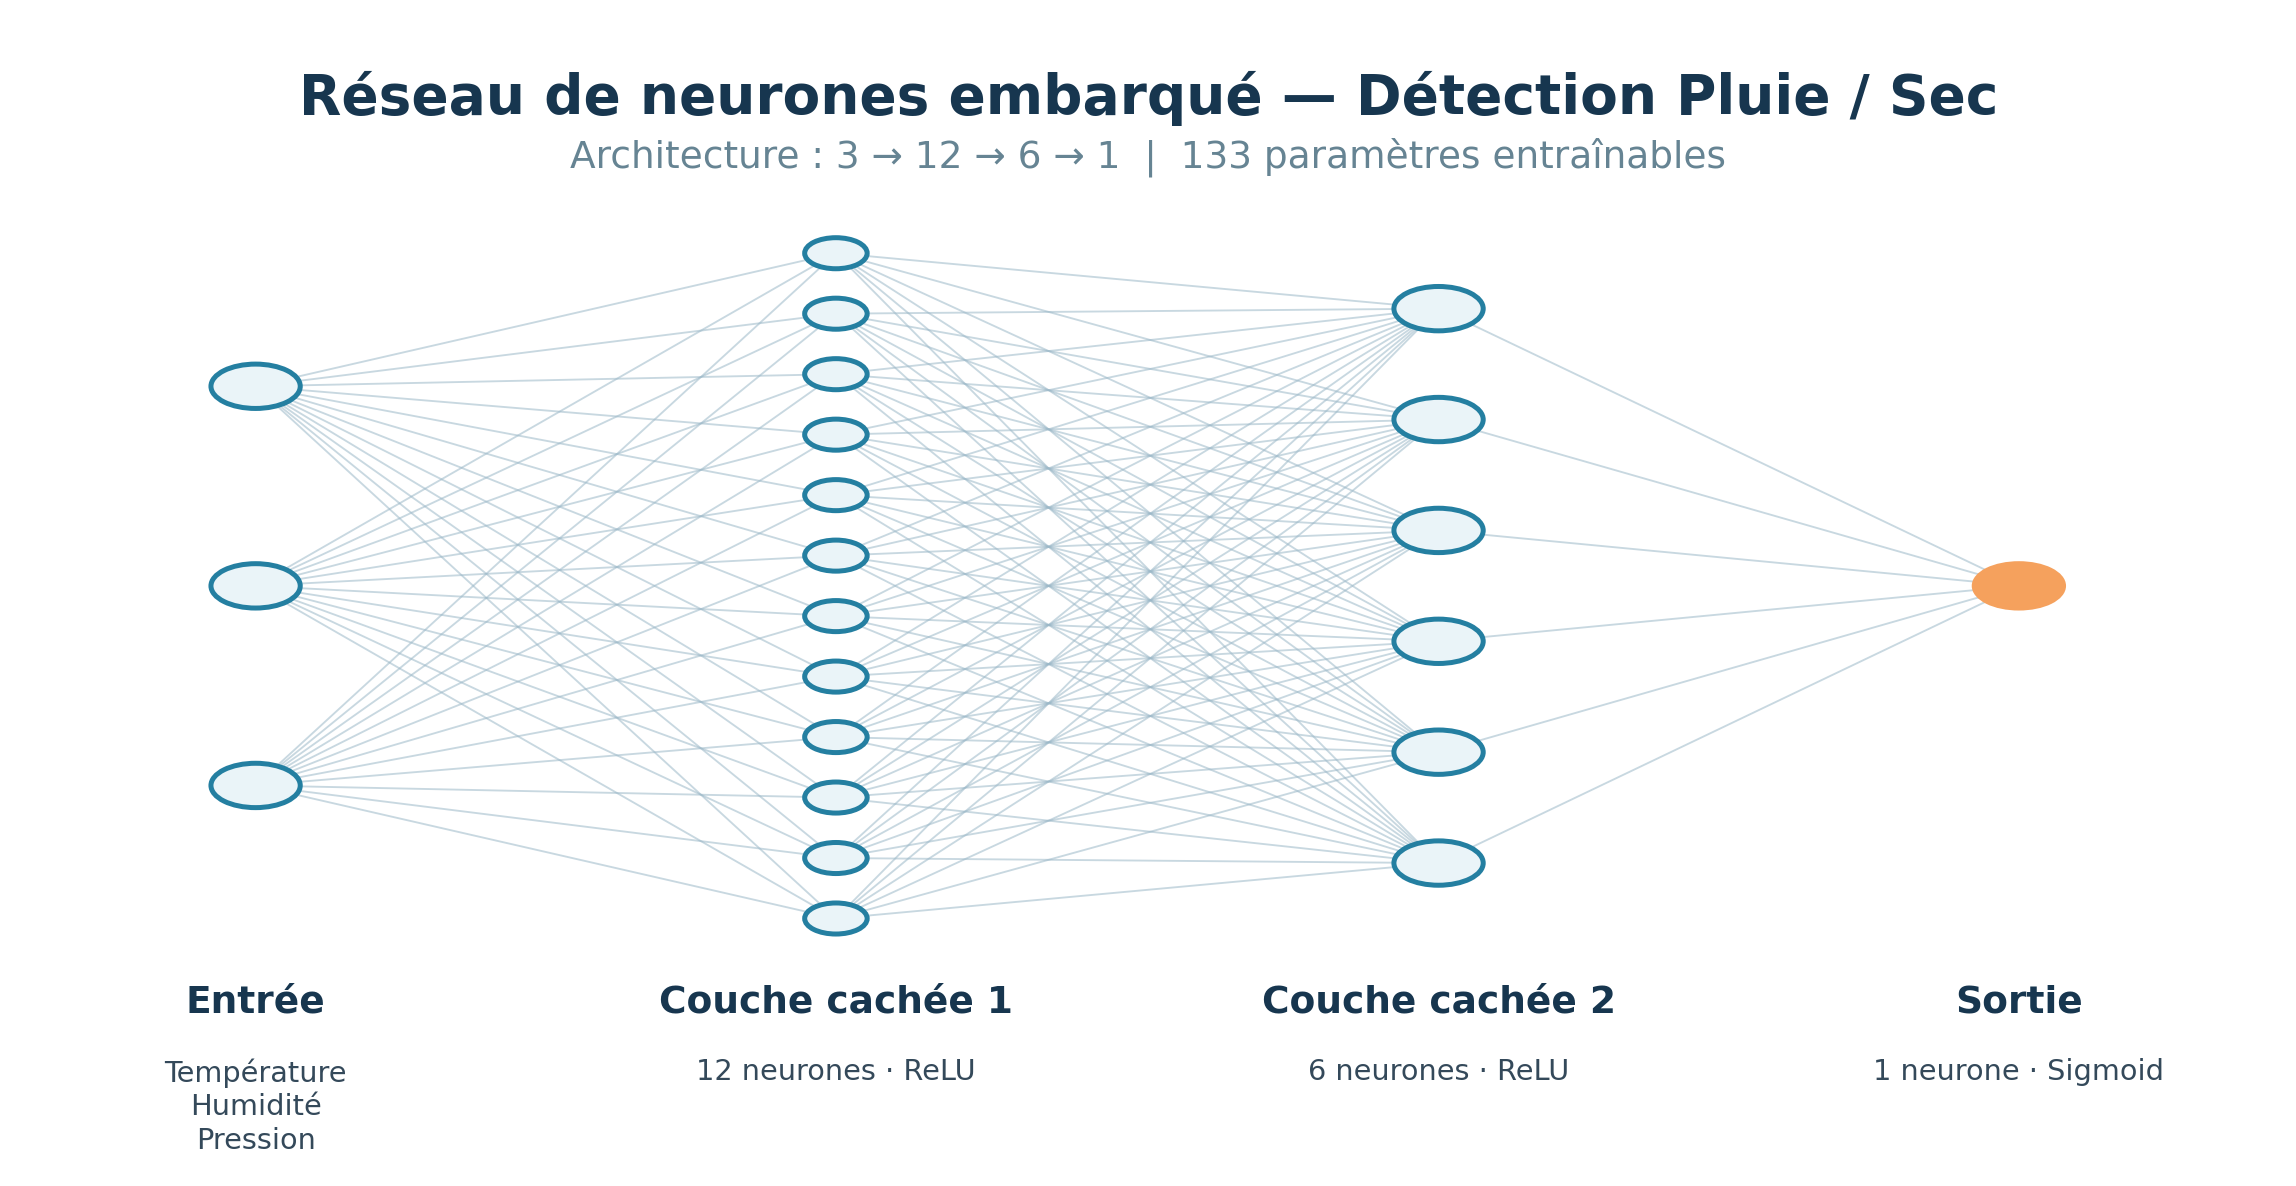 Réseau de neurones embarqué — Détection Pluie / Sec
Architecture : 3 → 12 → 6 → 1 | 133 paramètres entraînables
Entrée
Température
Humidité
Pression
Couche cachée 1
12 neurones · ReLU
Couche cachée 2
6 neurones · ReLU
Sortie
1 neurone · Sigmoid